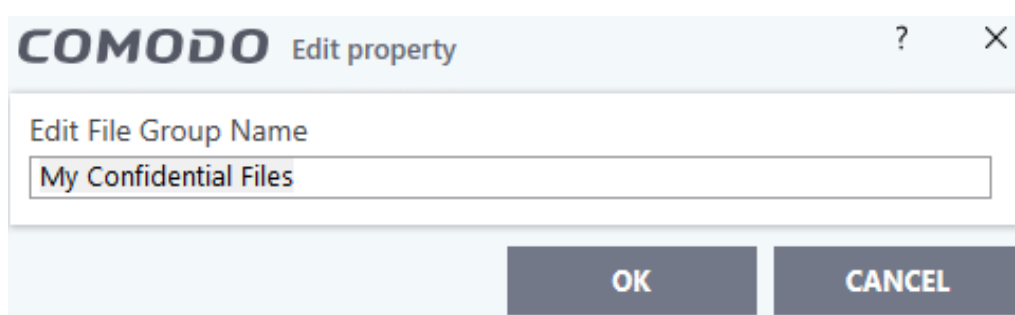 COMODO Edit property ? ×
Edit File Group Name
My Confidential Files
OK CANCEL